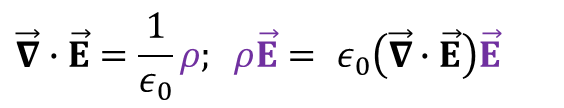 ∇⃗ · E⃗ = 1/ϵ₀ ρ; ρE⃗ = ϵ₀(∇⃗ · E⃗)E⃗